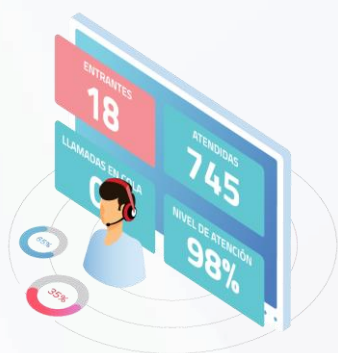 ENTRANTES
18
ATENDIDAS
745
LLAMADAS EN COLA
0
NIVEL DE ATENCIÓN
98%
35%